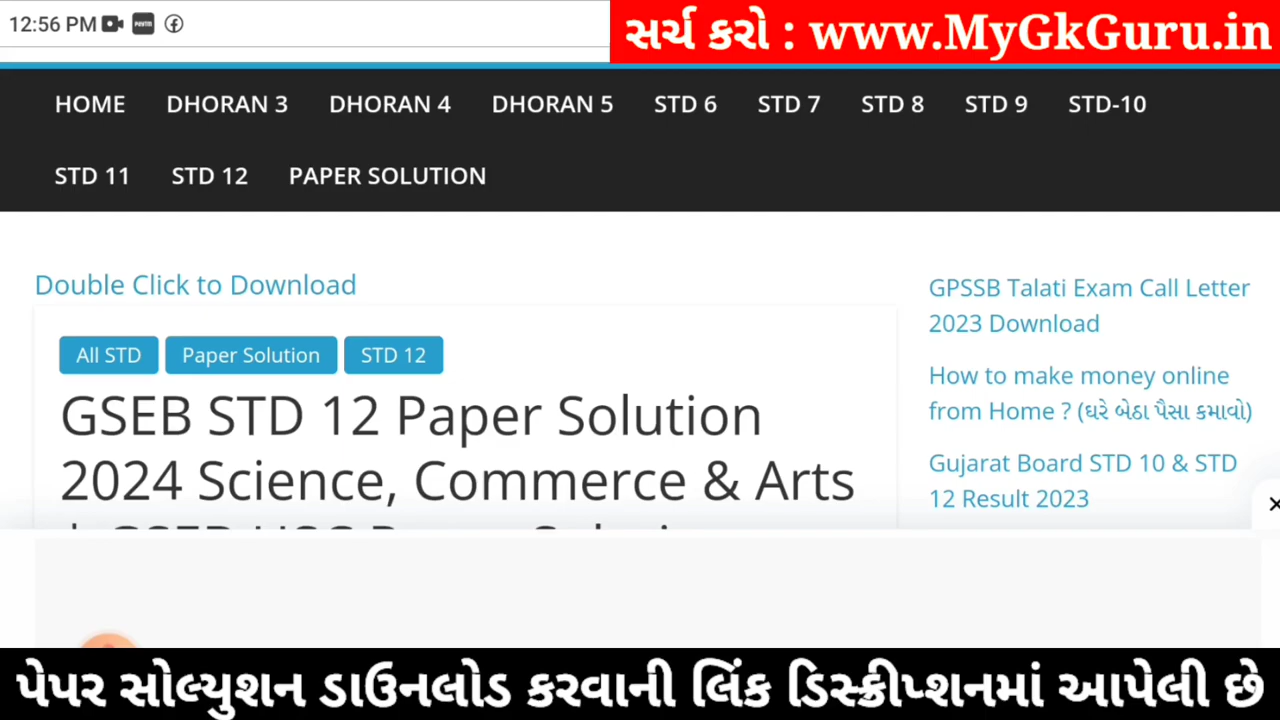 12:56 PM
સર્ચ કરો : www.MyGkGuru.in
HOME DHORAN 3 DHORAN 4 DHORAN 5 STD 6 STD 7 STD 8 STD 9 STD-10
STD 11 STD 12 PAPER SOLUTION
Double Click to Download
All STD Paper Solution STD 12
GSEB STD 12 Paper Solution
2024 Science, Commerce & Arts
GPSSB Talati Exam Call Letter
2023 Download
How to make money online
from Home ? (ઘરે બેઠા પૈસા કમાવો)
Gujarat Board STD 10 & STD
12 Result 2023
પેપર સોલ્યુશન ડાઉનલોડ કરવાની લિંક ડિસ્ક્રીપ્શનમાં આપેલી છે